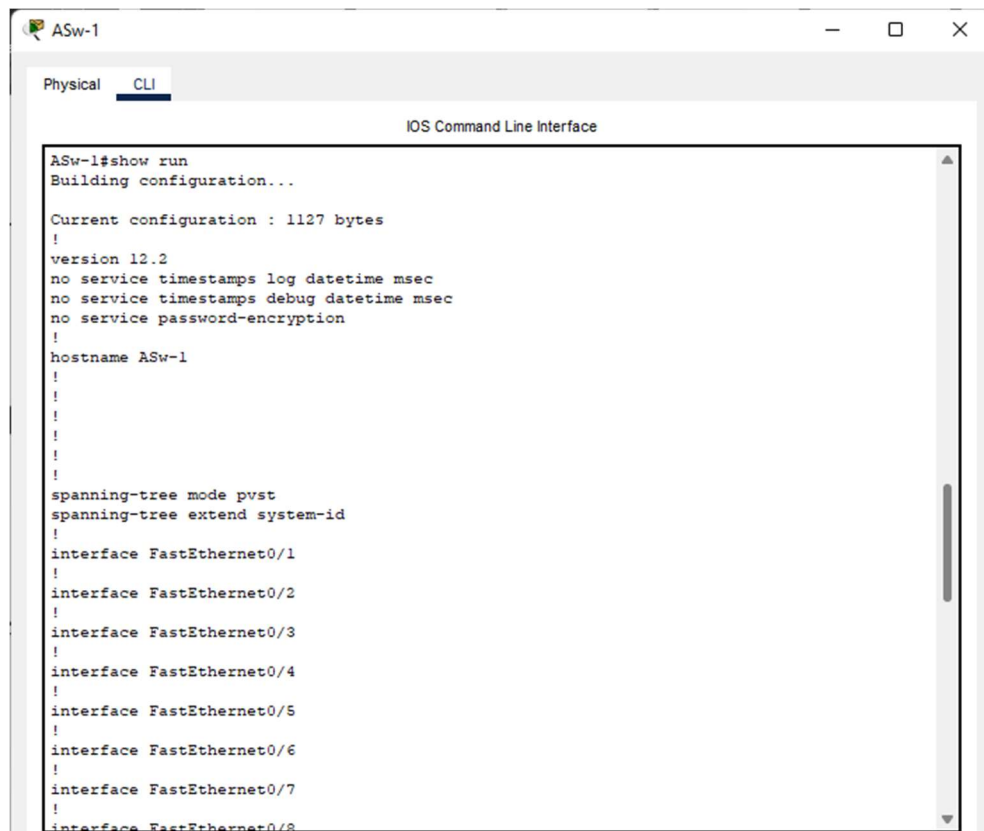 ASw-1
Physical CLI
IOS Command Line Interface
ASw-1#show run
Building configuration...
Current configuration : 1127 bytes
!
version 12.2
no service timestamps log datetime msec
no service timestamps debug datetime msec
no service password-encryption
!
hostname ASw-1
!
!
!
!
!
!
spanning-tree mode pvst
spanning-tree extend system-id
!
interface FastEthernet0/1
!
interface FastEthernet0/2
!
interface FastEthernet0/3
!
interface FastEthernet0/4
!
interface FastEthernet0/5
!
interface FastEthernet0/6
!
interface FastEthernet0/7
!
interface FastEthernet0/8